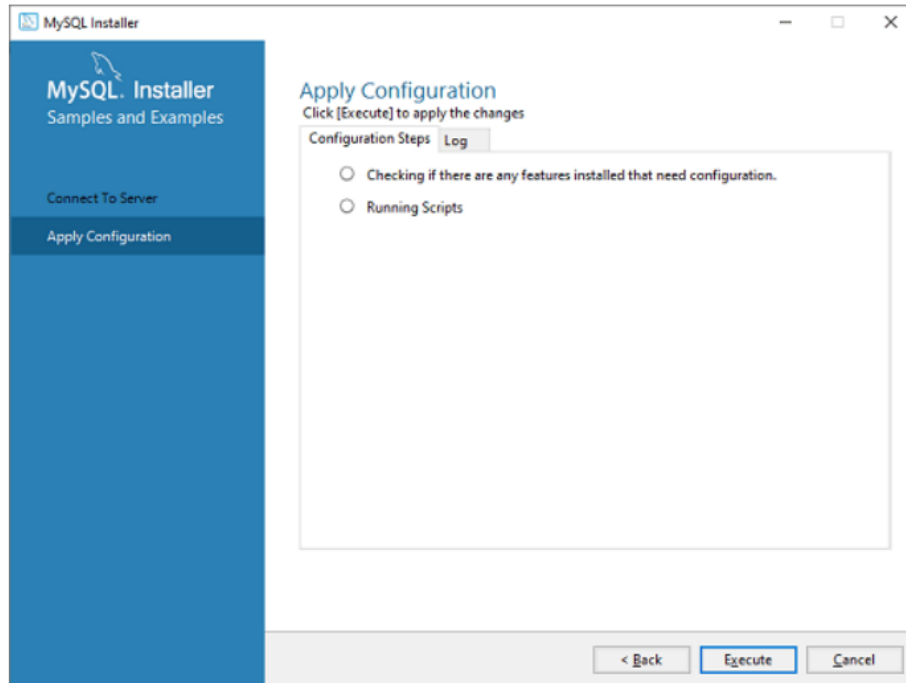 MySQL Installer
MySQL. Installer
Samples and Examples
Connect To Server
Apply Configuration
Apply Configuration
Click [Execute] to apply the changes
Configuration Steps Log
Checking if there are any features installed that need configuration.
Running Scripts
< Back Execute Cancel